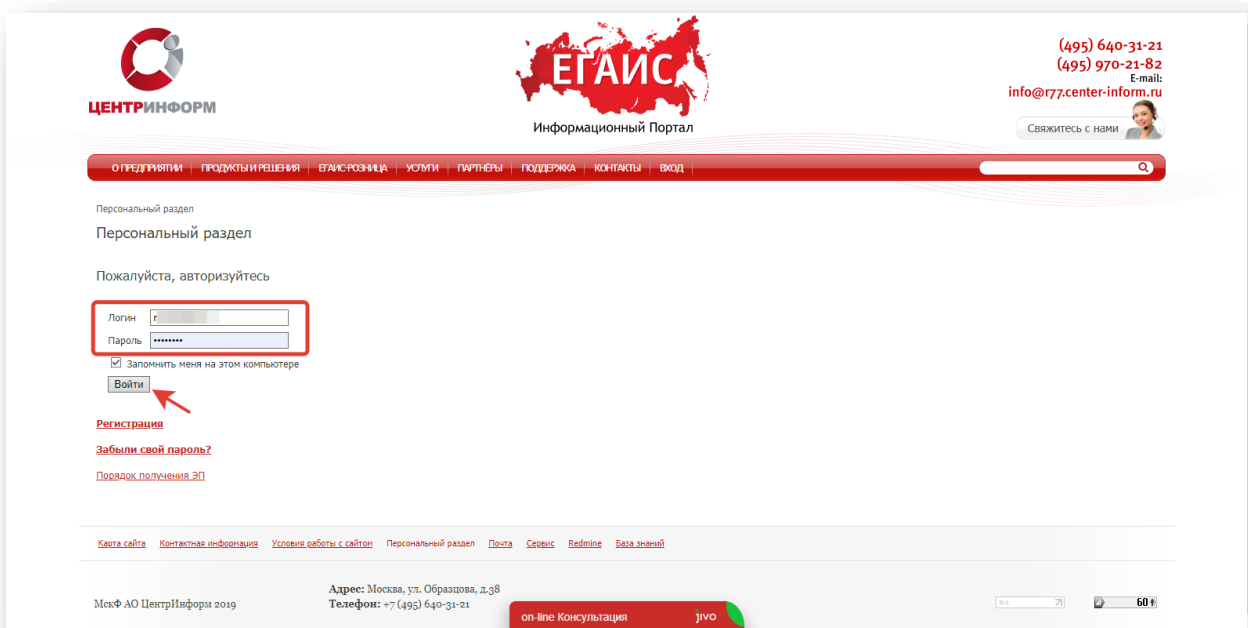 ЦЕНТРИНФОРМ
ЕГАИС
Информационный Портал
(495) 640-31-21
(495) 970-21-82
E-mail:
info@r77.center-inform.ru
Свяжитесь с нами
О ПРЕДПРИЯТИИ ПРОДУКТЫ И РЕШЕНИЯ ЕГАИС-РОЗНИЦА УСЛУГИ ПАРТНЁРЫ ПОДДЕРЖКА КОНТАКТЫ ВХОД
Персональный раздел
Персональный раздел
Пожалуйста, авторизуйтесь
Логин r
Пароль ••••••••
Запомнить меня на этом компьютере
Войти
Регистрация
Забыли свой пароль?
Порядок получения ЭП
Карта сайта Контактная информация Условия работы с сайтом Персональный раздел Почта Сервис Redmine База знаний
МскФ АО ЦентрИнформ 2019
Адрес: Москва, ул. Образцова, д.38
Телефон: +7 (495) 640-31-21
on-line Консультация jivo
60